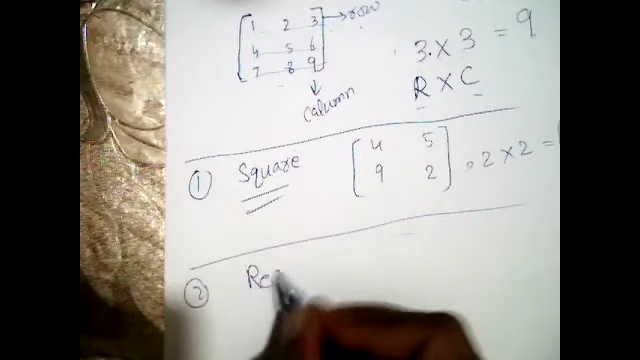 1 2 3 → row
4 5 6
7 8 9
column
3 × 3 = 9
R × C
① Square [4 5
9 2] 2 × 2 =
② Rec